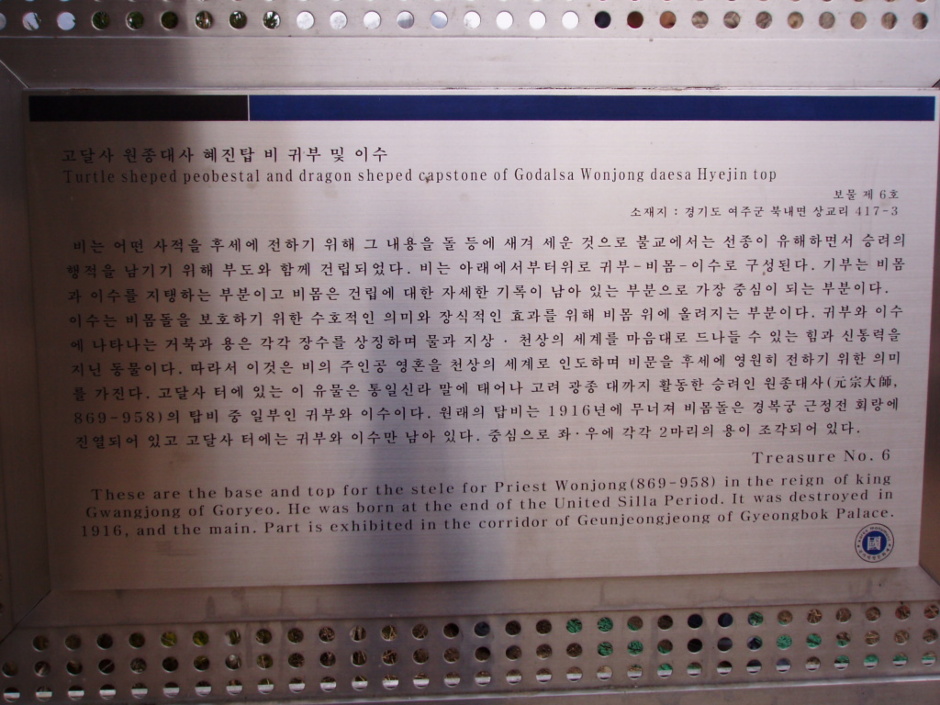 고달사 원종대사 혜진탑 비 귀부 및 이수
Turtle sheped peobestal and dragon sheped capstone of Godalsa Wonjong daesa Hyejin top
보물 제 6호
소재지 : 경기도 여주군 북내면 상교리 417-3
비는 어떤 사적을 후세에 전하기 위해 그 내용을 돌 등에 새겨 세운 것으로 불교에서는 선종이 유해하면서 승려의
행적을 남기기 위해 부도와 함께 건립되었다. 비는 아래에서부터위로 귀부-비몸-이수로 구성된다. 기부는 비몸
과 이수를 지탱하는 부분이고 비몸은 건립에 대한 자세한 기록이 남아 있는 부분으로 가장 중심이 되는 부분이다.
이수는 비몸돌을 보호하기 위한 수호적인 의미와 장식적인 효과를 위해 비몸 위에 올려지는 부분이다. 귀부와 이수
에 나타나는 거북과 용은 각각 장수를 상징하며 물과 지상 · 천상의 세계를 마음대로 드나들 수 있는 힘과 신통력을
지닌 동물이다. 따라서 이것은 비의 주인공 영혼을 천상의 세계로 인도하며 비문을 후세에 영원히 전하기 위한 의미
를 가진다. 고달사 터에 있는 이 유물은 통일신라 말에 태어나 고려 광종 대까지 활동한 승려인 원종대사(元宗大師,
869-958)의 탑비 중 일부인 귀부와 이수이다. 원래의 탑비는 1916년에 무너져 비몸돌은 경복궁 근정전 회랑에
진열되어 있고 고달사 터에는 귀부와 이수만 남아 있다. 중심으로 좌·우에 각각 2마리의 용이 조각되어 있다.
Treasure No. 6
These are the base and top for the stele for Priest Wonjong(869-958) in the reign of king
Gwangjong of Goryeo. He was born at the end of the United Silla Period. It was destroyed in
1916, and the main. Part is exhibited in the corridor of Geunjeongjeong of Gyeongbok Palace.
國